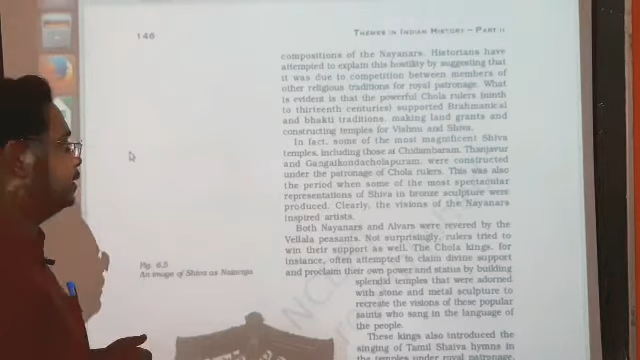 146
THEMES IN INDIAN HISTORY – PART II
compositions of the Nayanars. Historians have
attempted to explain this hostility by suggesting that
it was due to competition between members of
other religious traditions for royal patronage. What
is evident is that the powerful Chola rulers (ninth
to thirteenth centuries) supported Brahmanical
and bhakti traditions, making land grants and
constructing temples for Vishnu and Shiva.
In fact, some of the most magnificent Shiva
temples, including those at Chidambaram, Thanjavur
and Gangaikondacholapuram, were constructed
under the patronage of Chola rulers. This was also
the period when some of the most spectacular
representations of Shiva in bronze sculpture were
produced. Clearly, the visions of the Nayanars
inspired artists.
Both Nayanars and Alvars were revered by the
Vellala peasants. Not surprisingly, rulers tried to
win their support as well. The Chola kings, for
instance, often attempted to claim divine support
and proclaim their own power and status by building
splendid temples that were adorned
with stone and metal sculpture to
recreate the visions of these popular
saints who sang in the language of
the people.
These kings also introduced the
singing of Tamil Shaiva hymns in
the temples under royal patronage,
Fig. 6.5
An image of Shiva as Nataraja